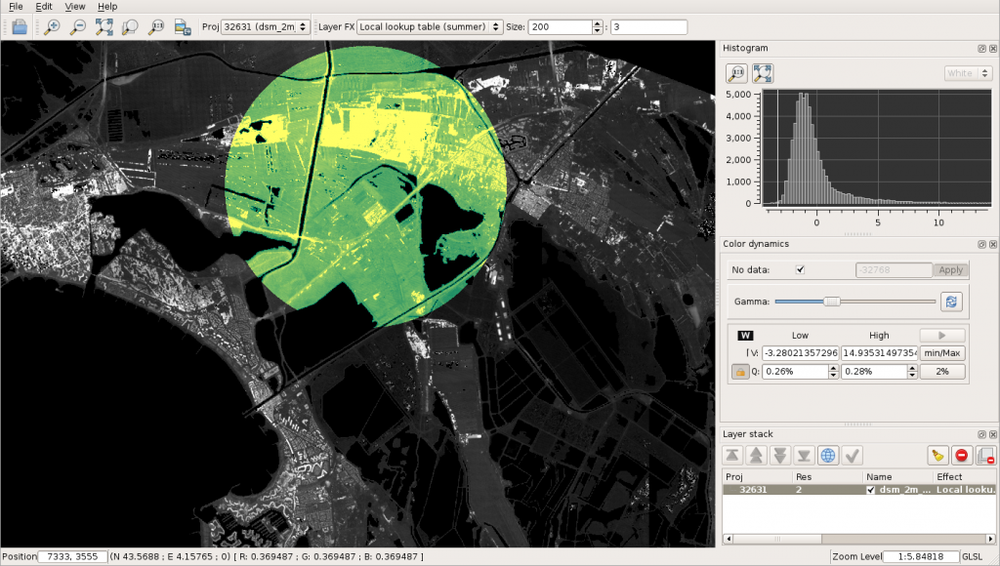 File Edit View Help
Proj 32631 (dsm_2m_ Layer FX Local lookup table (summer) Size: 200 : 3
Histogram
White
5,000
4,000
3,000
2,000
1,000
0
0 5 10
Color dynamics
No data: -32768 Apply
Gamma:
W Low High
V: -3.28021357296 14.9353149735 min/Max
Q: 0.26% 0.28% 2%
Layer stack
Proj Res Name Effect
32631 2 dsm_2m_... Local looku.
Position 7333, 3555 (N 43.5688 ; E 4.15765 ; 0) [ R: 0.369487 ; G: 0.369487 ; B: 0.369487 ] Zoom Level 1:5.84818 GLSL